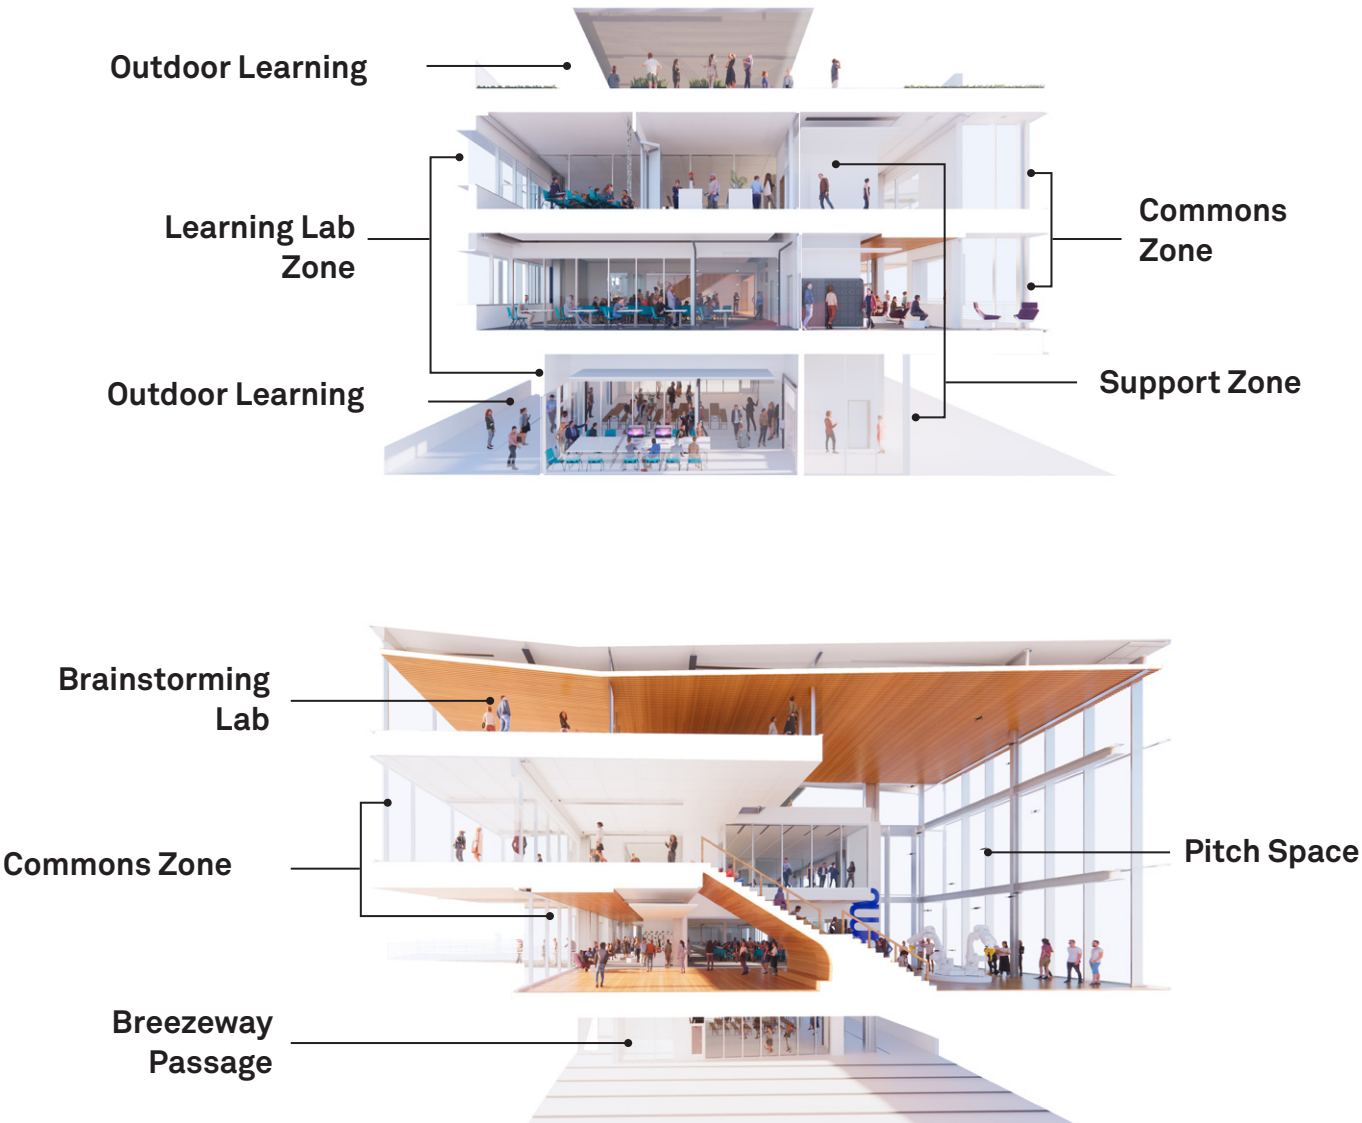 Outdoor Learning
Learning Lab
Zone
Commons
Zone
Outdoor Learning
Support Zone
Brainstorming
Lab
Commons Zone
Pitch Space
Breezeway
Passage